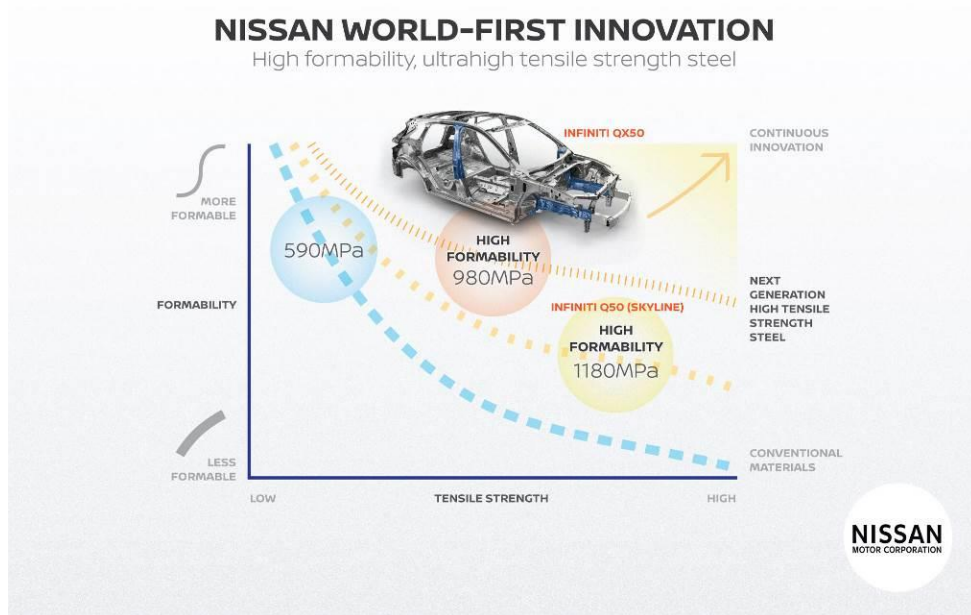 NISSAN WORLD-FIRST INNOVATION
High formability, ultrahigh tensile strength steel
INFINITI QX50
CONTINUOUS
INNOVATION
MORE
FORMABLE
590MPa
HIGH
FORMABILITY
980MPa
FORMABILITY
INFINITI Q50 (SKYLINE)
HIGH
FORMABILITY
1180MPa
NEXT
GENERATION
HIGH TENSILE
STRENGTH
STEEL
LESS
FORMABLE
CONVENTIONAL
MATERIALS
LOW
TENSILE STRENGTH
HIGH
NISSAN
MOTOR CORPORATION